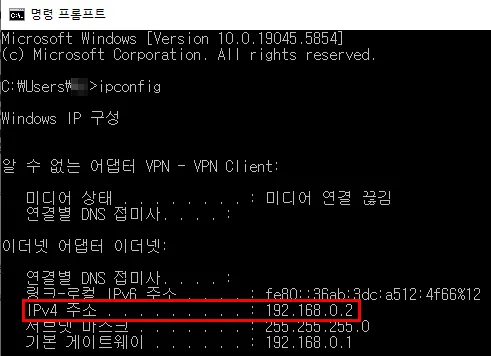 명령 프롬프트
Microsoft Windows [Version 10.0.19045.5854]
(c) Microsoft Corporation. All rights reserved.
C:₩Users₩ >ipconfig
Windows IP 구성
알 수 없는 어댑터 VPN - VPN Client:
미디어 상태 . . . . . . . . : 미디어 연결 끊김
연결별 DNS 접미사. . . . :
이더넷 어댑터 이더넷:
연결별 DNS 접미사. . . . :
링크-로컬 IPv6 주소 . . . . : fe80::36ab:3dc:a512:4f66%12
IPv4 주소 . . . . . . . . . : 192.168.0.2
서브넷 마스크 . . . . . . . : 255.255.255.0
기본 게이트웨이 . . . . . . : 192.168.0.1